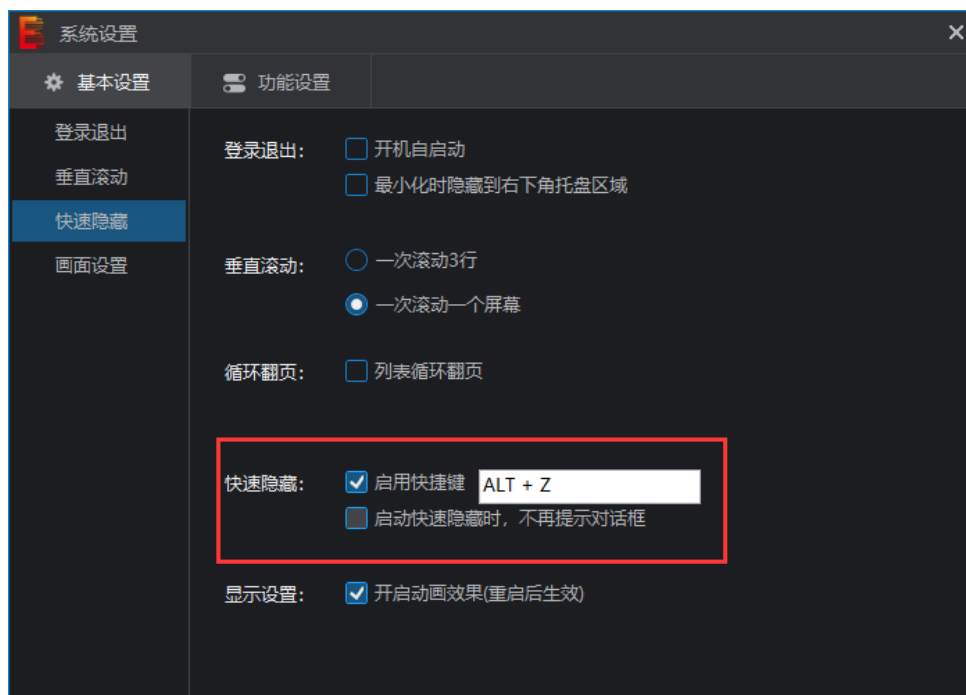 系统设置
基本设置
功能设置
登录退出
垂直滚动
快速隐藏
画面设置
登录退出: 开机自启动
最小化时隐藏到右下角托盘区域
垂直滚动: 一次滚动3行
一次滚动一个屏幕
循环翻页: 列表循环翻页
快速隐藏: 启用快捷键 ALT + Z
启动快速隐藏时，不再提示对话框
显示设置: 开启动画效果(重启后生效)